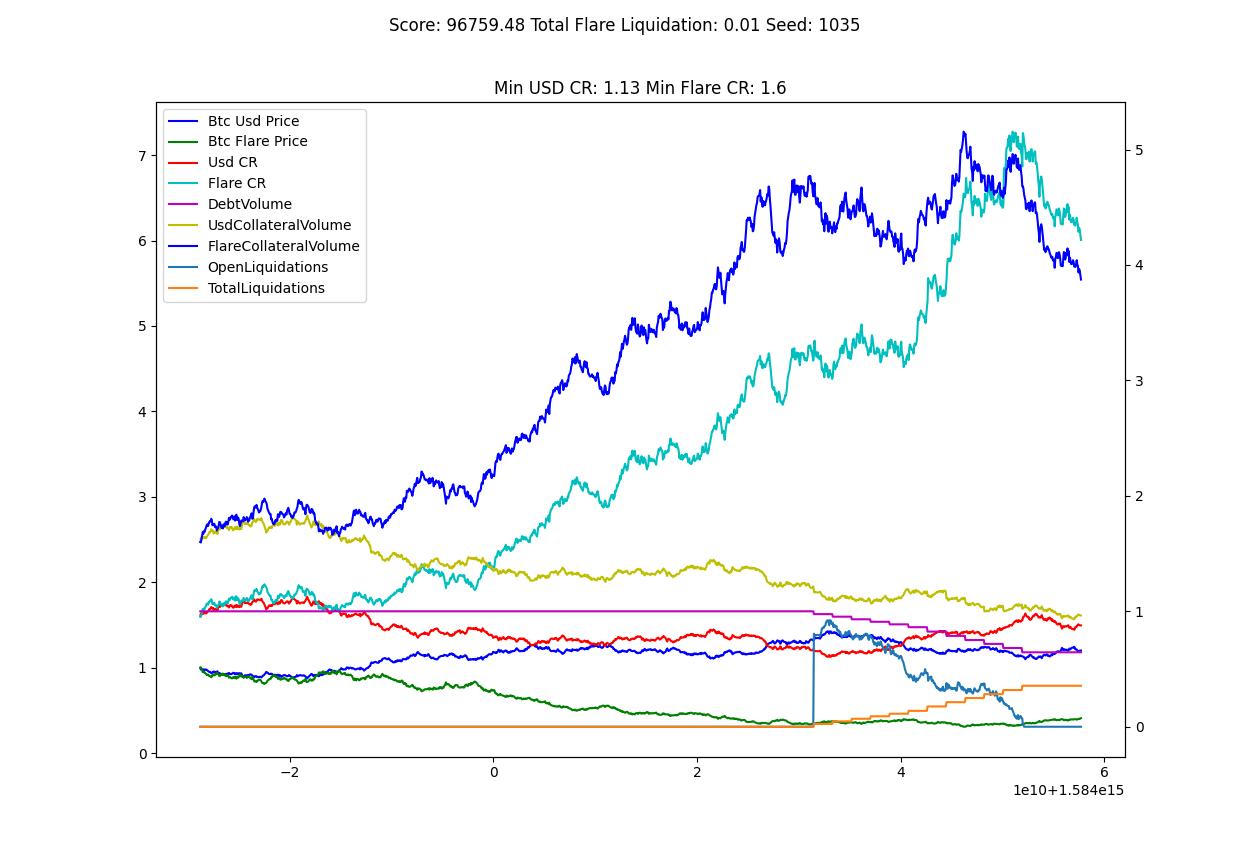 Score: 96759.48 Total Flare Liquidation: 0.01 Seed: 1035
Min USD CR: 1.13 Min Flare CR: 1.6
Btc Usd Price
Btc Flare Price
Usd CR
Flare CR
DebtVolume
UsdCollateralVolume
FlareCollateralVolume
OpenLiquidations
TotalLiquidations
7
6
5
4
3
2
1
0
5
4
3
2
1
0
−2
0
2
4
6
1e10+1.584e15